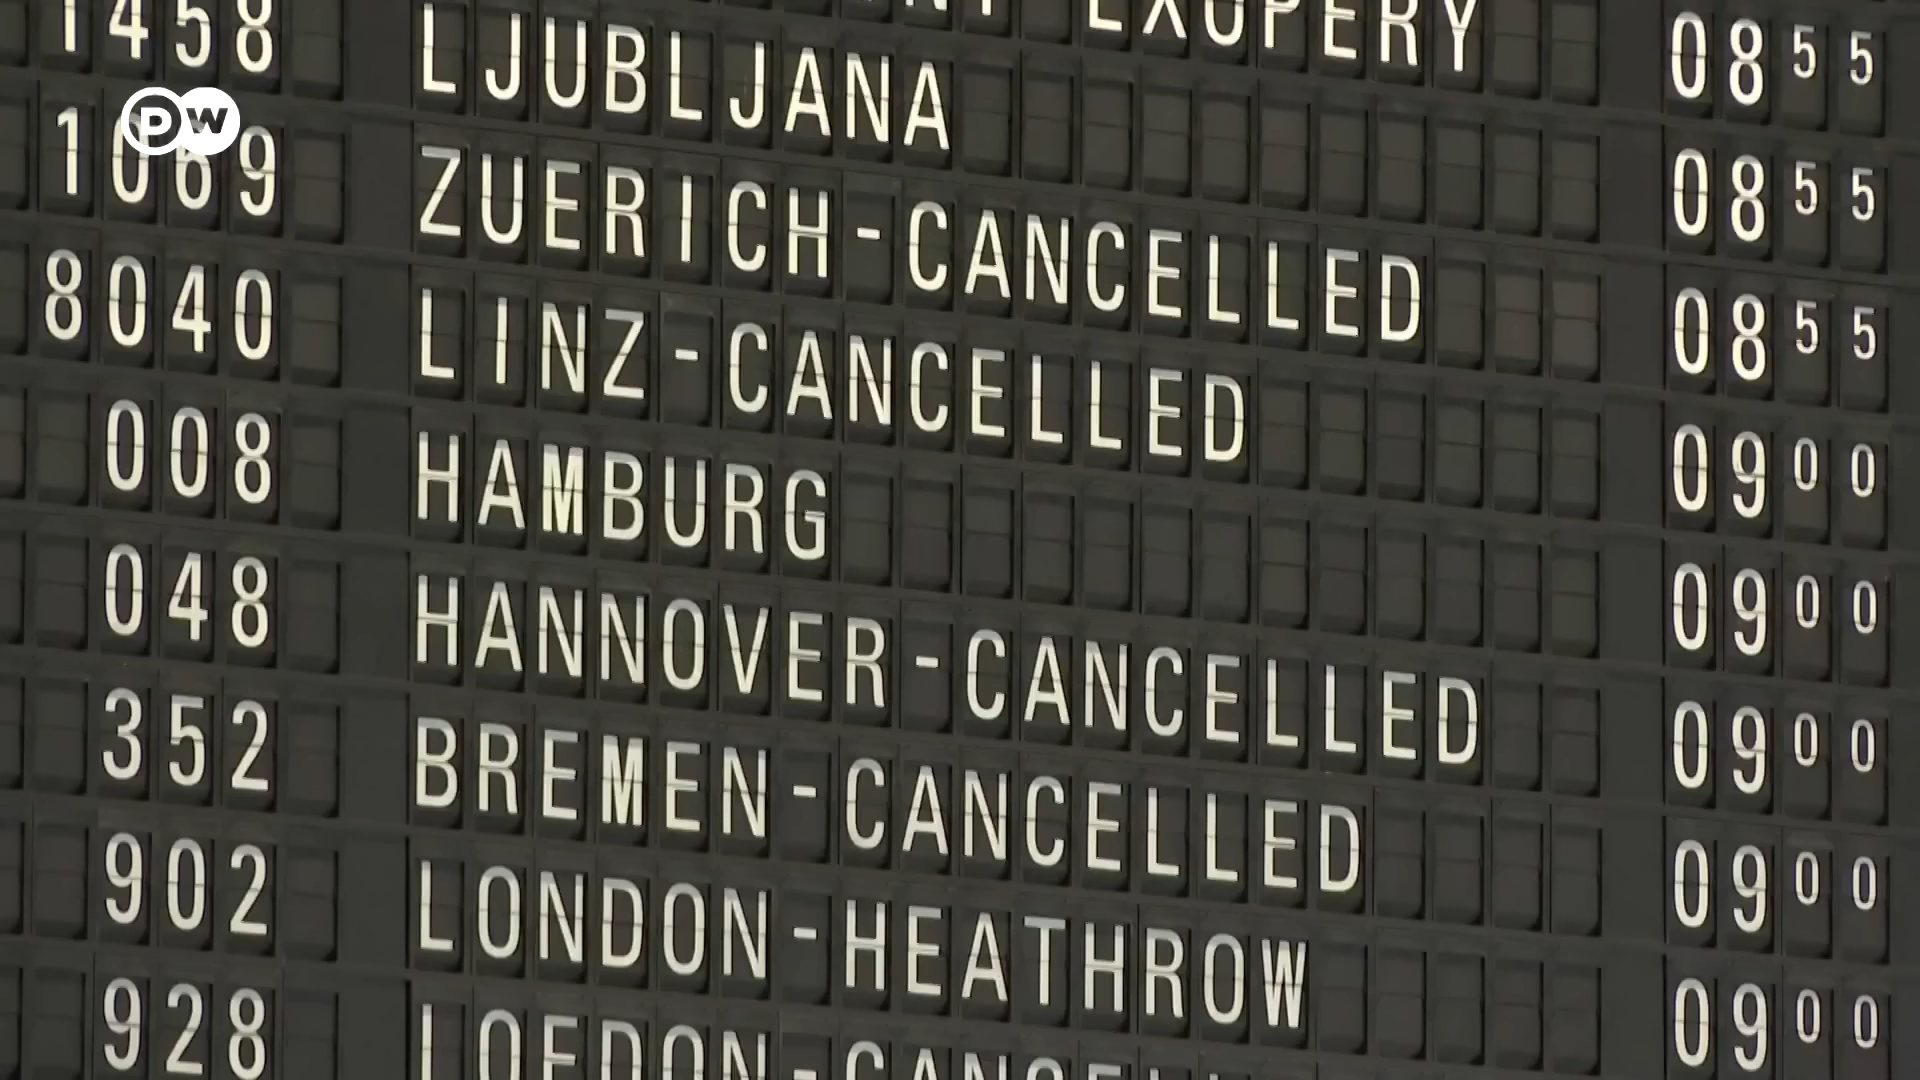 EXUPERY 0855
1458 LJUBLJANA 0855
1069 ZUERICH-CANCELLED 0855
8040 LINZ-CANCELLED 0900
008 HAMBURG 0900
048 HANNOVER-CANCELLED 0900
352 BREMEN-CANCELLED 0900
902 LONDON-HEATHROW 0900
928
DW